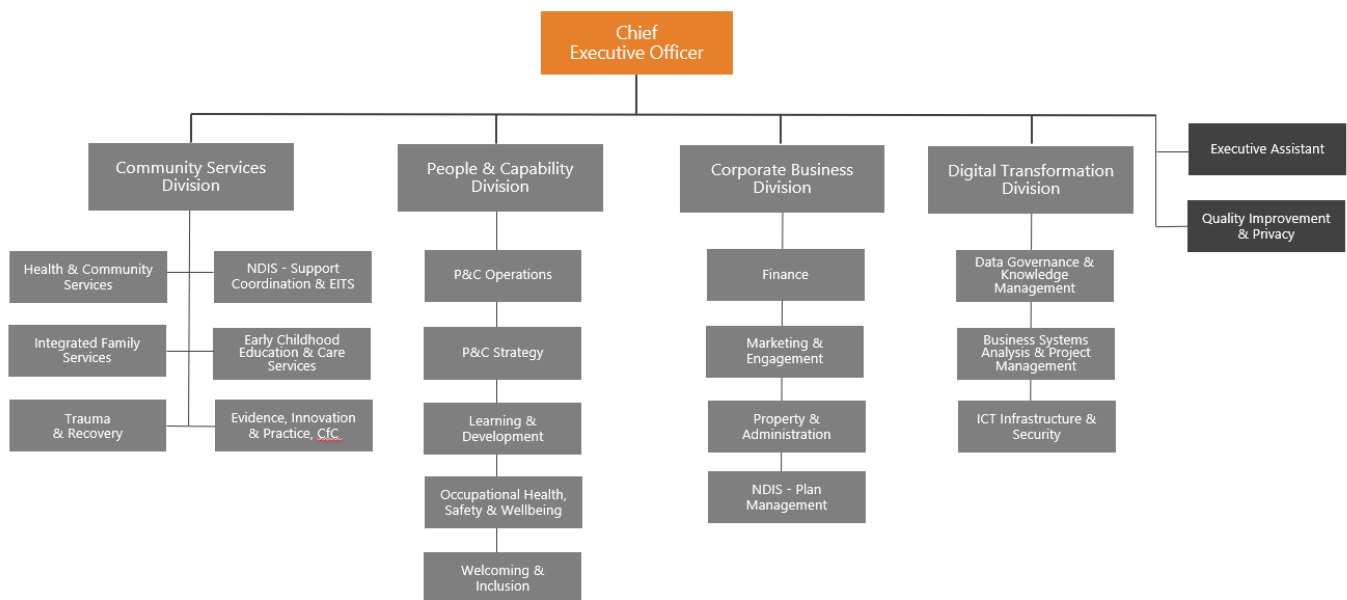 Chief
Executive Officer
Executive Assistant
Quality Improvement
& Privacy
Community Services
Division
Health & Community
Services
NDIS - Support
Coordination & EITS
Integrated Family
Services
Early Childhood
Education & Care
Services
Trauma
& Recovery
Evidence, Innovation
& Practice, CfC.
People & Capability
Division
P&C Operations
P&C Strategy
Learning &
Development
Occupational Health,
Safety & Wellbeing
Welcoming &
Inclusion
Corporate Business
Division
Finance
Marketing &
Engagement
Property &
Administration
NDIS - Plan
Management
Digital Transformation
Division
Data Governance &
Knowledge
Management
Business Systems
Analysis & Project
Management
ICT Infrastructure &
Security